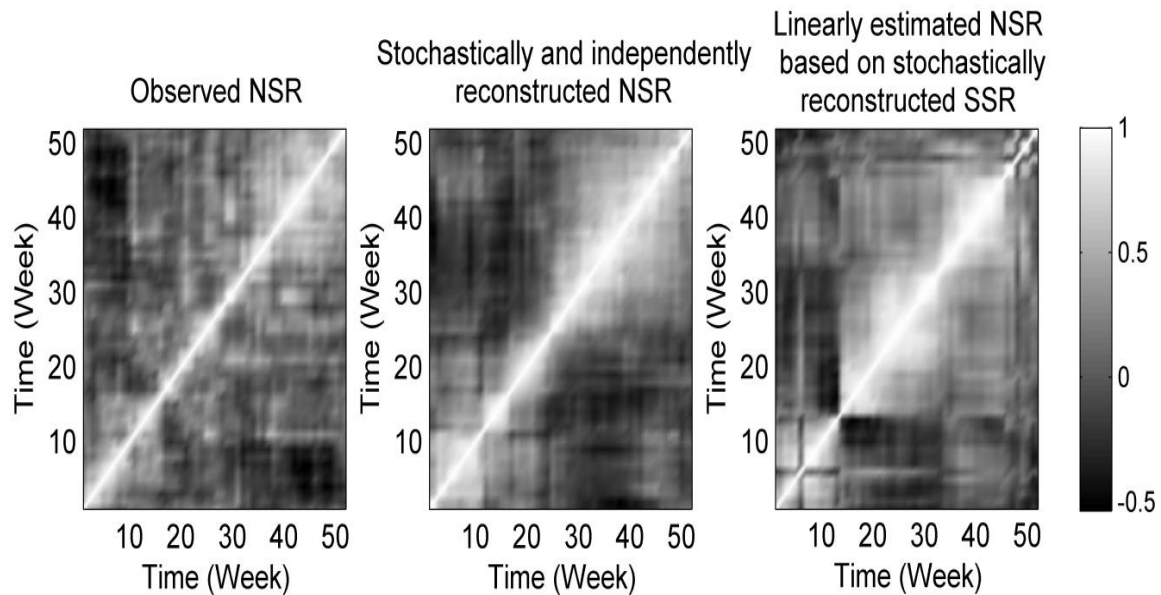 Observed NSR
Stochastically and independently
reconstructed NSR
Linearly estimated NSR
based on stochastically
reconstructed SSR
50
40
30
20
10
Time (Week)
10 20 30 40 50
Time (Week)
50
40
30
20
10
Time (Week)
10 20 30 40 50
Time (Week)
50
40
30
20
10
Time (Week)
10 20 30 40 50
Time (Week)
1
0.5
0
-0.5